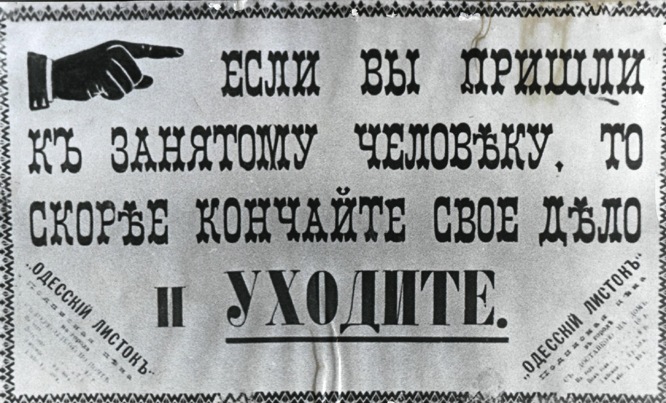 ЕСЛИ ВЫ ПРИШЛИ
КЪ ЗАНЯТОМУ ЧЕЛОВѢКУ, ТО
СКОРѢЕ КОНЧАЙТЕ СВОЕ ДѢЛО
И УХОДИТЕ.
„ОДЕССКІЙ ЛИСТОКЪ“
„ОДЕССКІЙ ЛИСТОКЪ“